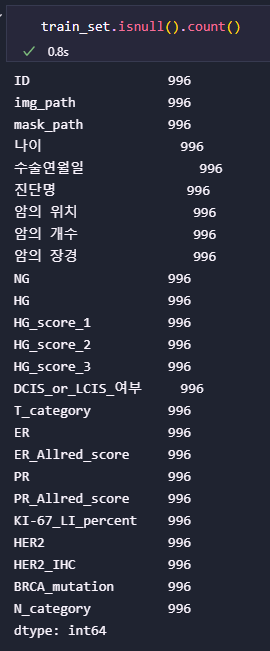 train_set.isnull().count()
0.8s
ID 996
img_path 996
mask_path 996
나이 996
수술연월일 996
진단명 996
암의 위치 996
암의 개수 996
암의 장경 996
NG 996
HG 996
HG_score_1 996
HG_score_2 996
HG_score_3 996
DCIS_or_LCIS_여부 996
T_category 996
ER 996
ER_Allred_score 996
PR 996
PR_Allred_score 996
KI-67_LI_percent 996
HER2 996
HER2_IHC 996
BRCA_mutation 996
N_category 996
dtype: int64